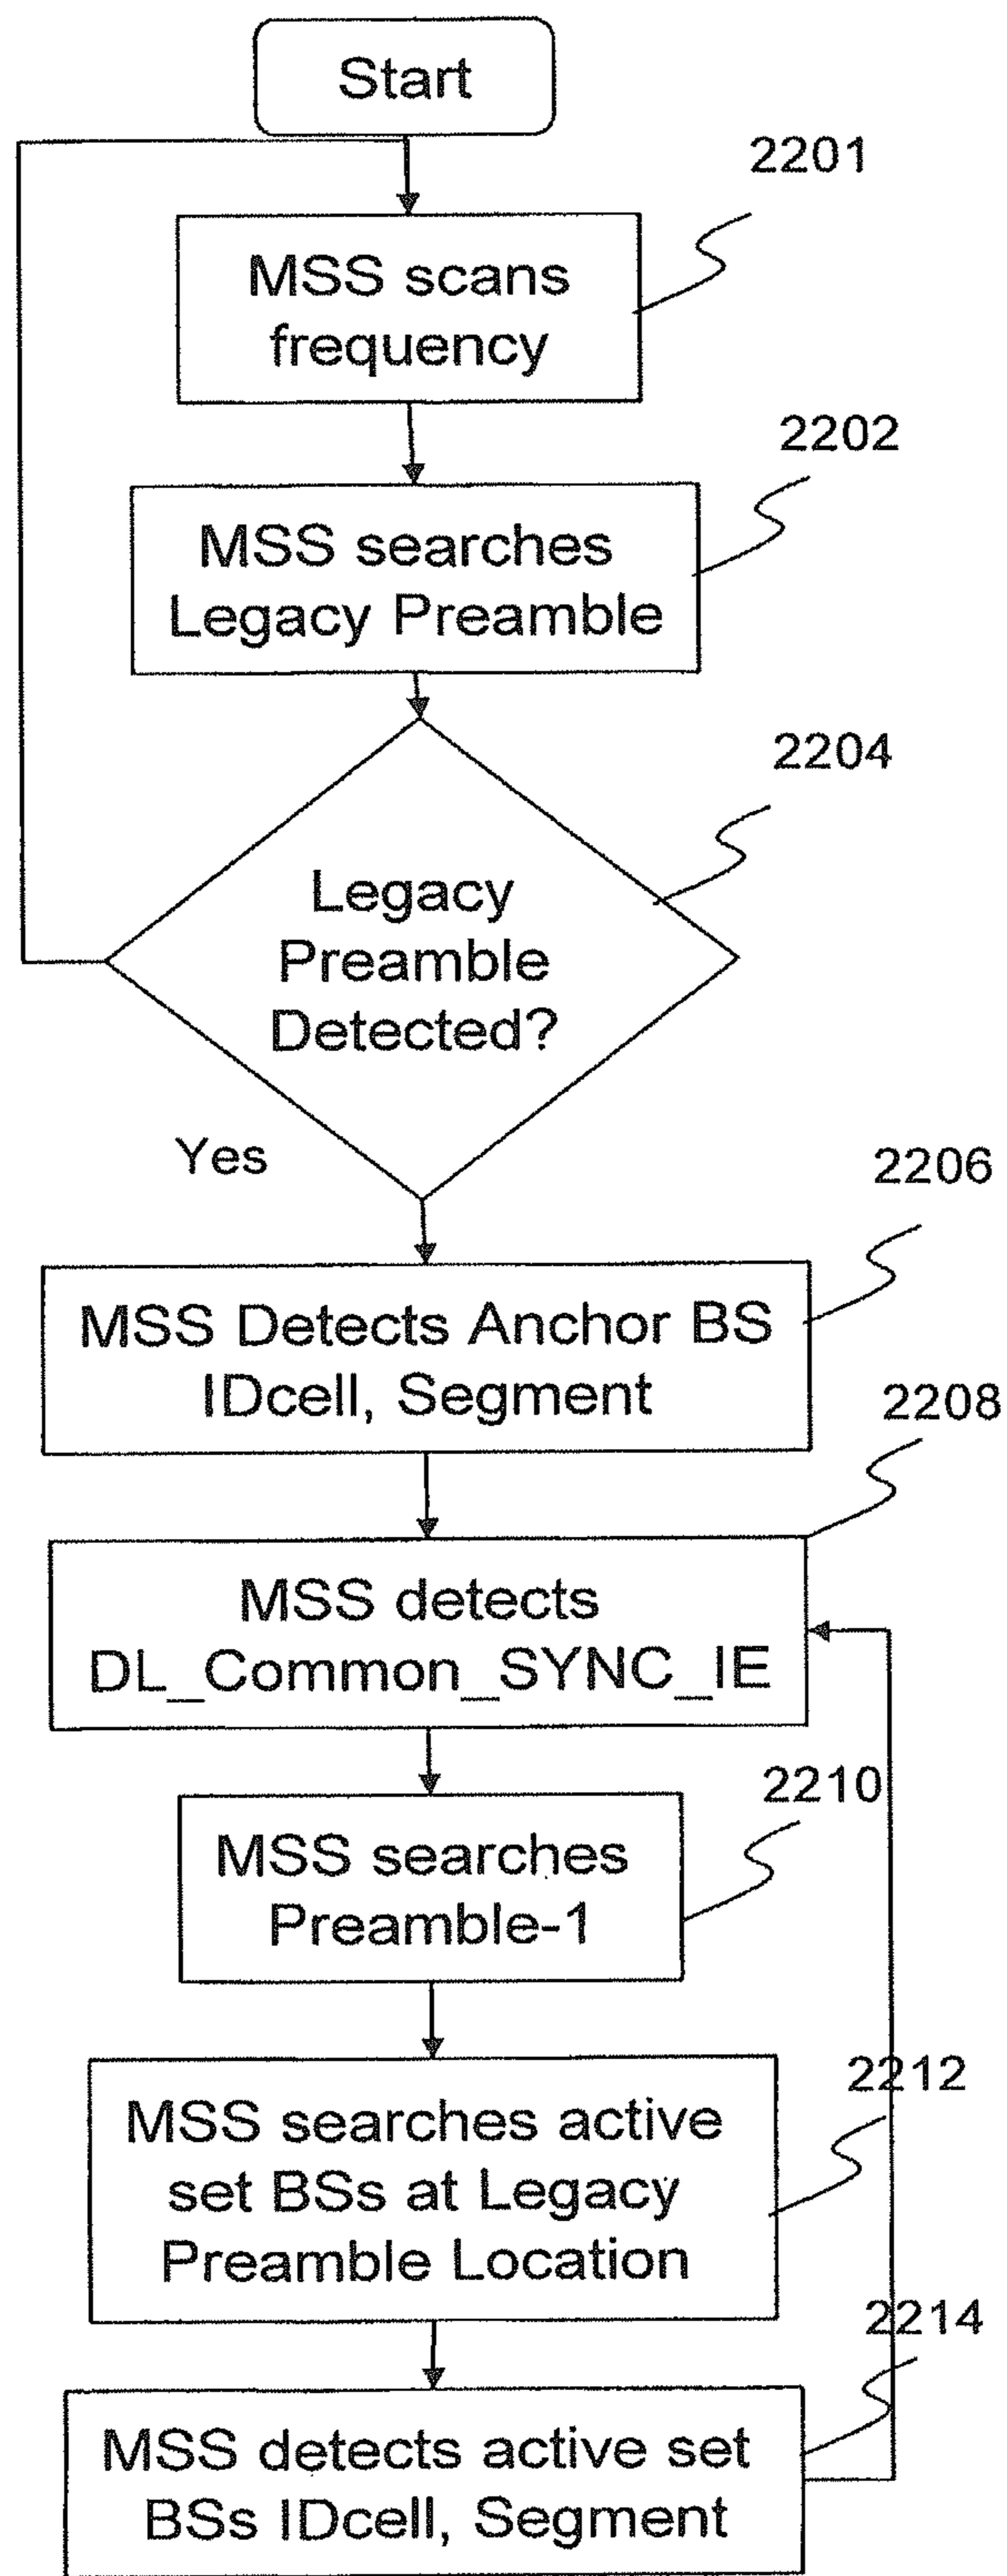 Start
2201
MSS scans
frequency
2202
MSS searches
Legacy Preamble
2204
Legacy
Preamble
Detected?
Yes
2206
MSS Detects Anchor BS
IDcell, Segment
2208
MSS detects
DL_Common_SYNC_IE
2210
MSS searches
Preamble-1
2212
MSS searches active
set BSs at Legacy
Preamble Location
2214
MSS detects active set
BSs IDcell, Segment